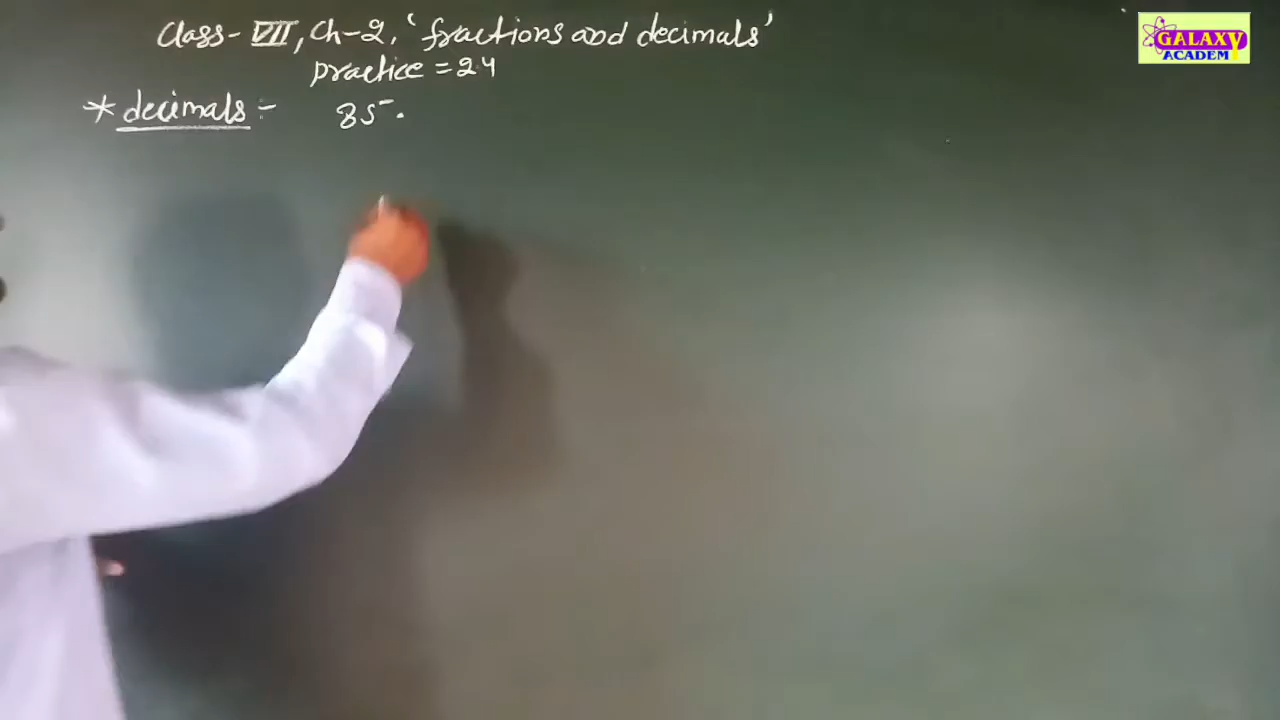 Class-VII, Ch-2, 'fractions and decimals'
practice = 24
* decimals :- 85.
GALAXY
ACADEM